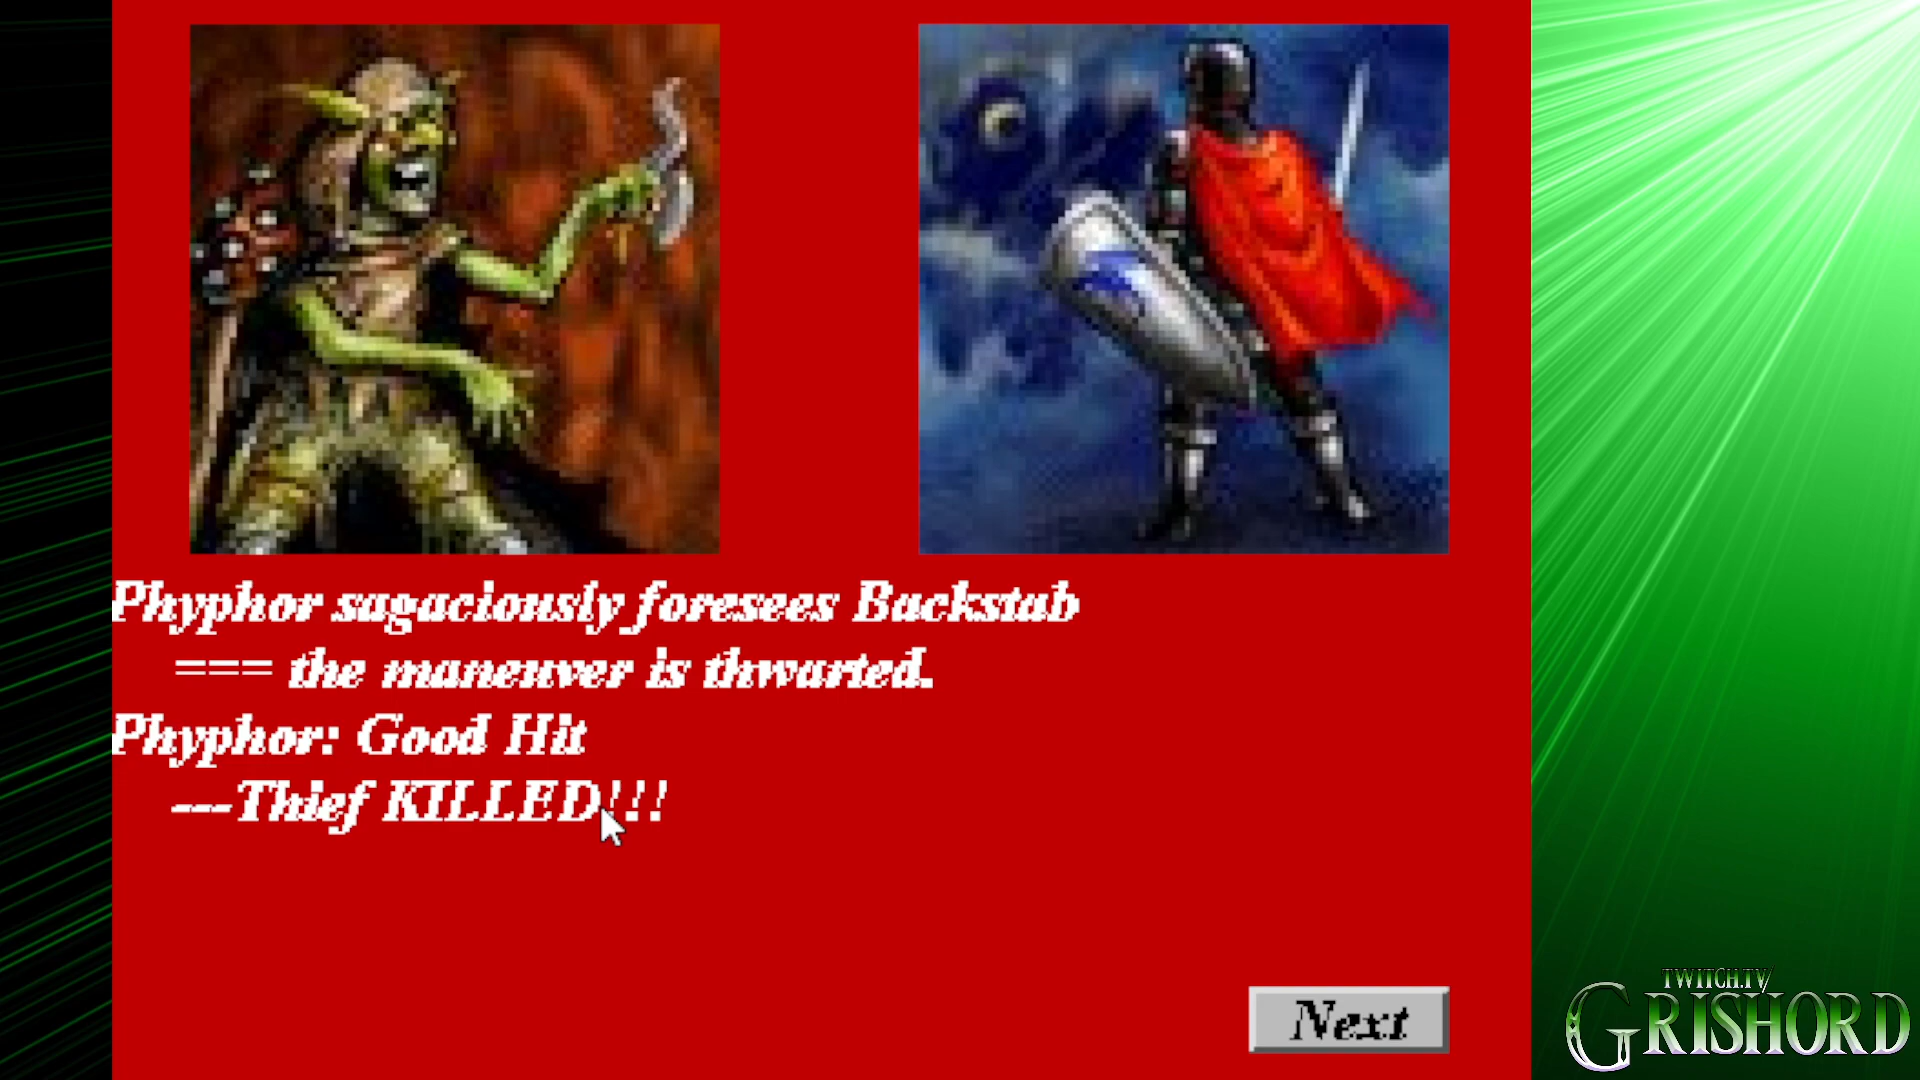 Phyphor sagaciously foresees Backstab
=== the maneuver is thwarted.
Phyphor: Good Hit
---Thief KILLED!!!
Next
TWITCH.TV/
GRISHORD